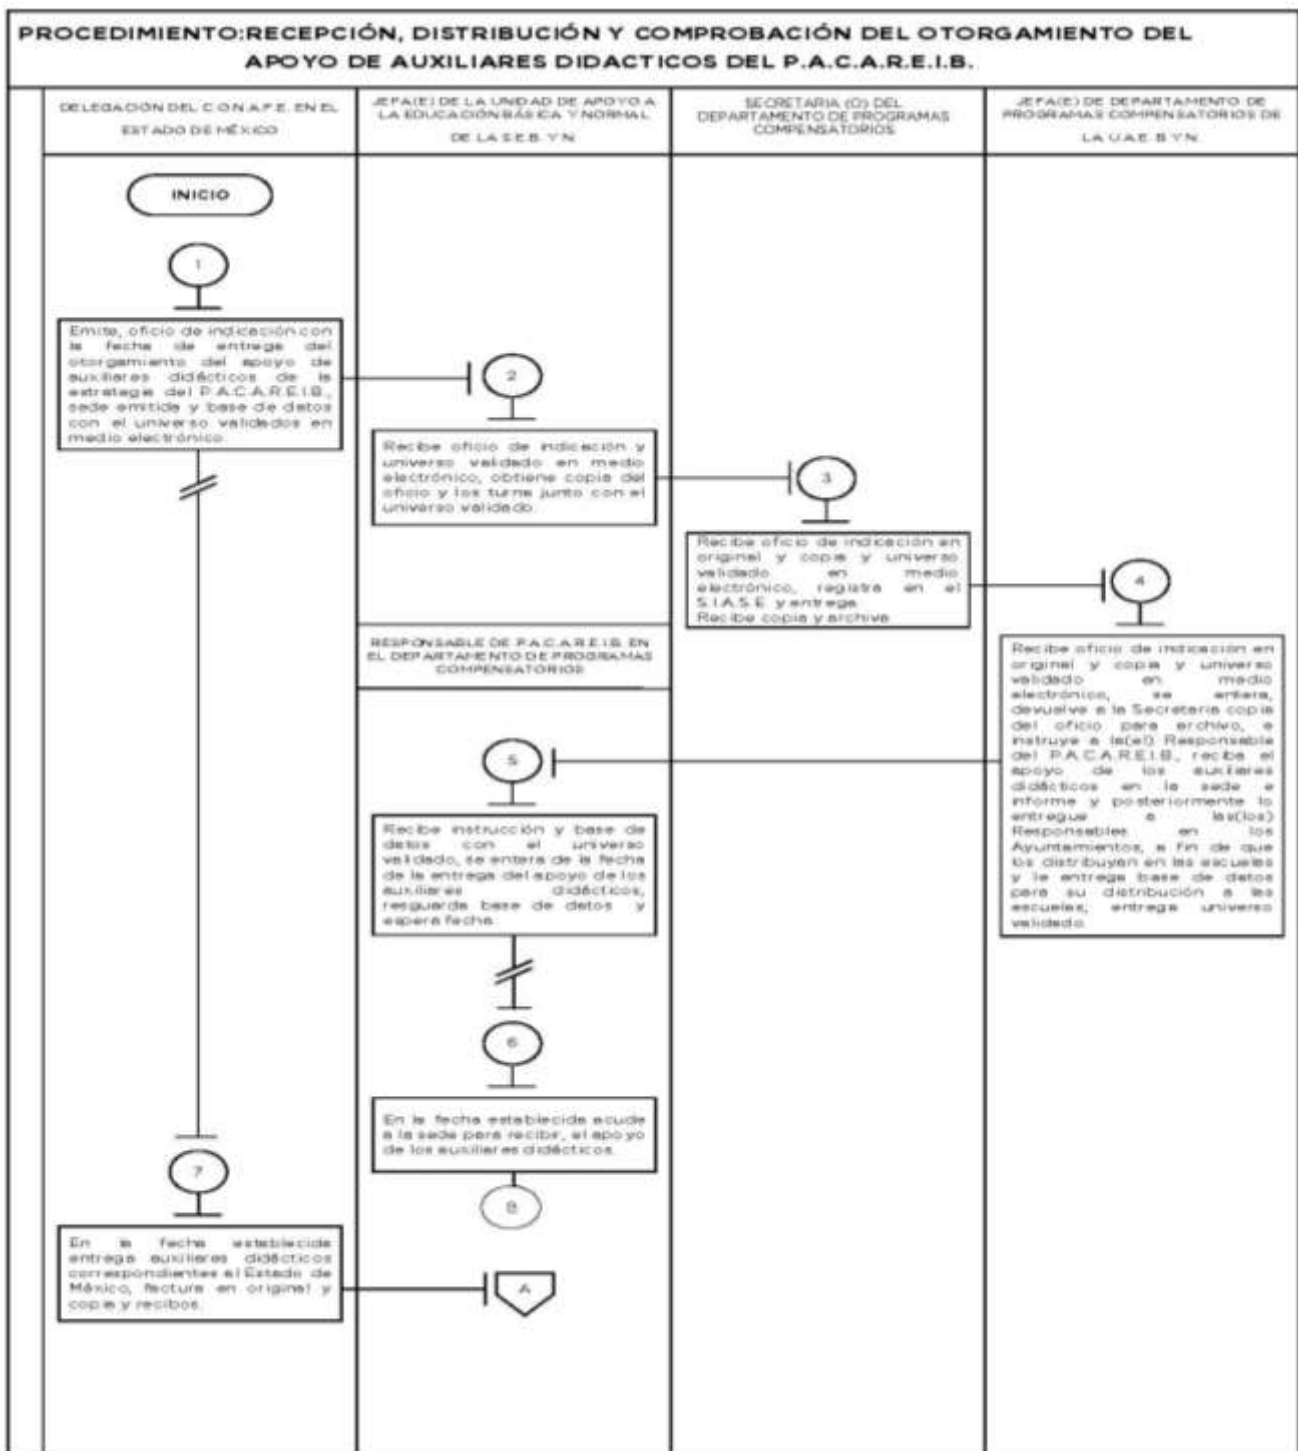 PROCEDIMIENTO:RECEPCIÓN, DISTRIBUCIÓN Y COMPROBACIÓN DEL OTORGAMIENTO DEL
APOYO DE AUXILIARES DIDACTICOS DEL P.A.C.A.R.E.I.B.
DELEGACIÓN DEL C.O.N.A.F.E. EN EL
ESTADO DE MÉXICO
JEFA(E) DE LA UNIDAD DE APOYO A
LA EDUCACIÓN BÁSICA Y NORMAL
DE LA S.E.B. Y N.
SECRETARIA (O) DEL
DEPARTAMENTO DE PROGRAMAS
COMPENSATORIOS
JEFA(E) DE DEPARTAMENTO DE
PROGRAMAS COMPENSATORIOS DE
LA U.A.E. B Y N.
INICIO
1
Emite, oficio de indicación con
la fecha de entrega del
otorgamiento del apoyo de
auxiliares didácticos de la
estrategia del P.A.C.A.R.E.I.B.,
sede emitida y base de datos
con el universo validados en
medio electrónico.
2
Recibe oficio de indicación y
universo validado en medio
electrónico, obtiene copia del
oficio y los turna junto con el
universo validado.
3
Recibe oficio de indicación en
original y copia y universo
validado en medio
electrónico, registra en el
S.I.A.S.E. y entrega.
Recibe copia y archiva
4
Recibe oficio de indicación en
original y copia y universo
validado en medio
electrónico, se entera,
devuelve a la Secretaria copia
del oficio para archivo, e
instruye a la(el) Responsable
del P.A.C.A.R.E.I.B., reciba el
apoyo de los auxiliares
didácticos en la sede e
informe y posteriormente lo
entregue a las(los)
Responsables en los
Ayuntamientos, a fin de que
los distribuyan en las escuelas
y le entrega base de datos
para su distribución a las
escuelas; entrega universo
validado.
RESPONSABLE DE P.A.C.A.R.E.I.B. EN
EL DEPARTAMENTO DE PROGRAMAS
COMPENSATORIOS
5
Recibe instrucción y base de
datos con el universo
validado, se entera de la fecha
de la entrega del apoyo de los
auxiliares didácticos,
resguarda base de datos y
espera fecha.
6
En la fecha establecida acude
a la sede para recibir, el apoyo
de los auxiliares didácticos.
7
En la fecha establecida
entrega auxiliares didácticos
correspondientes al Estado de
México, factura en original y
copia y recibos.
A